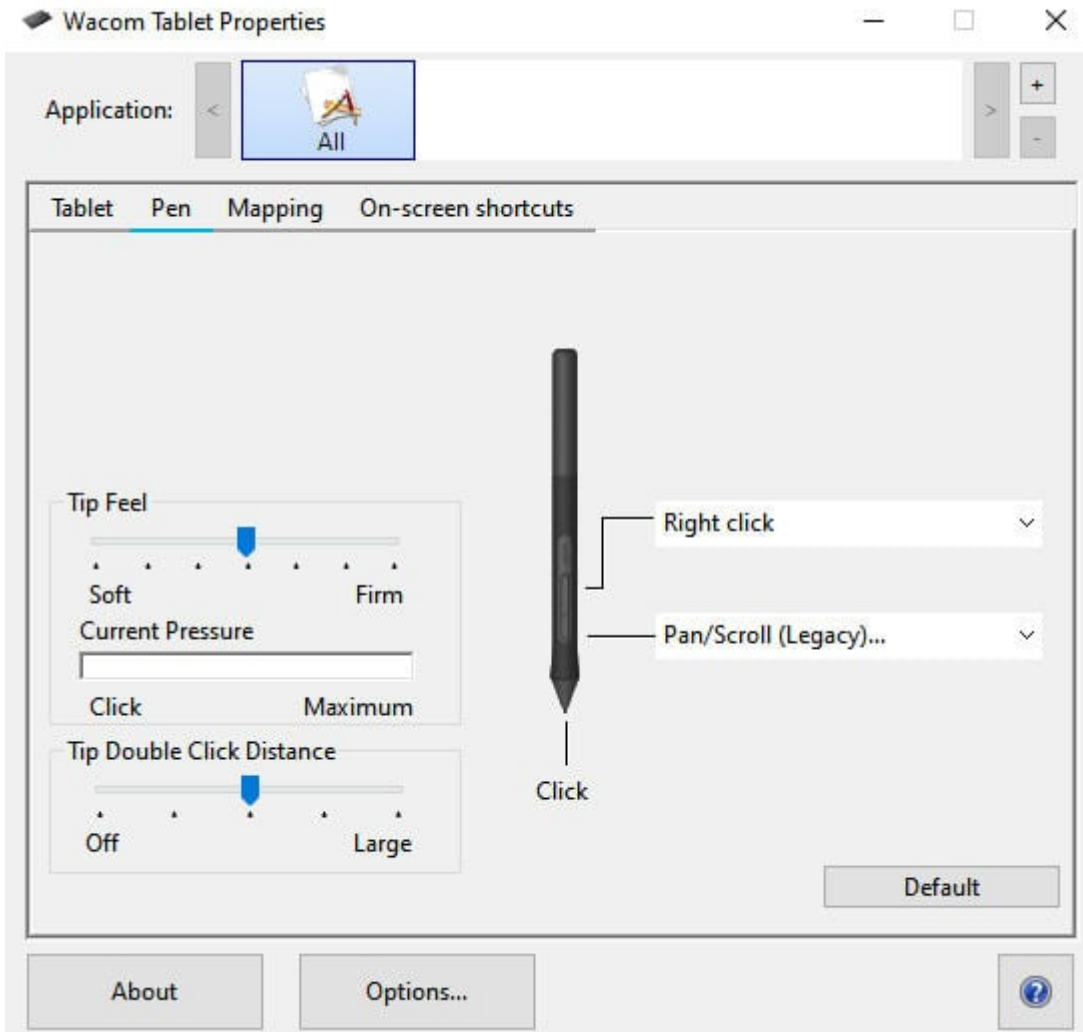 Wacom Tablet Properties
Application:
<
All
>
+
-
Tablet Pen Mapping On-screen shortcuts
Tip Feel
Soft Firm
Current Pressure
Click Maximum
Tip Double Click Distance
Off Large
Right click
Pan/Scroll (Legacy)...
Click
Default
About Options... ?